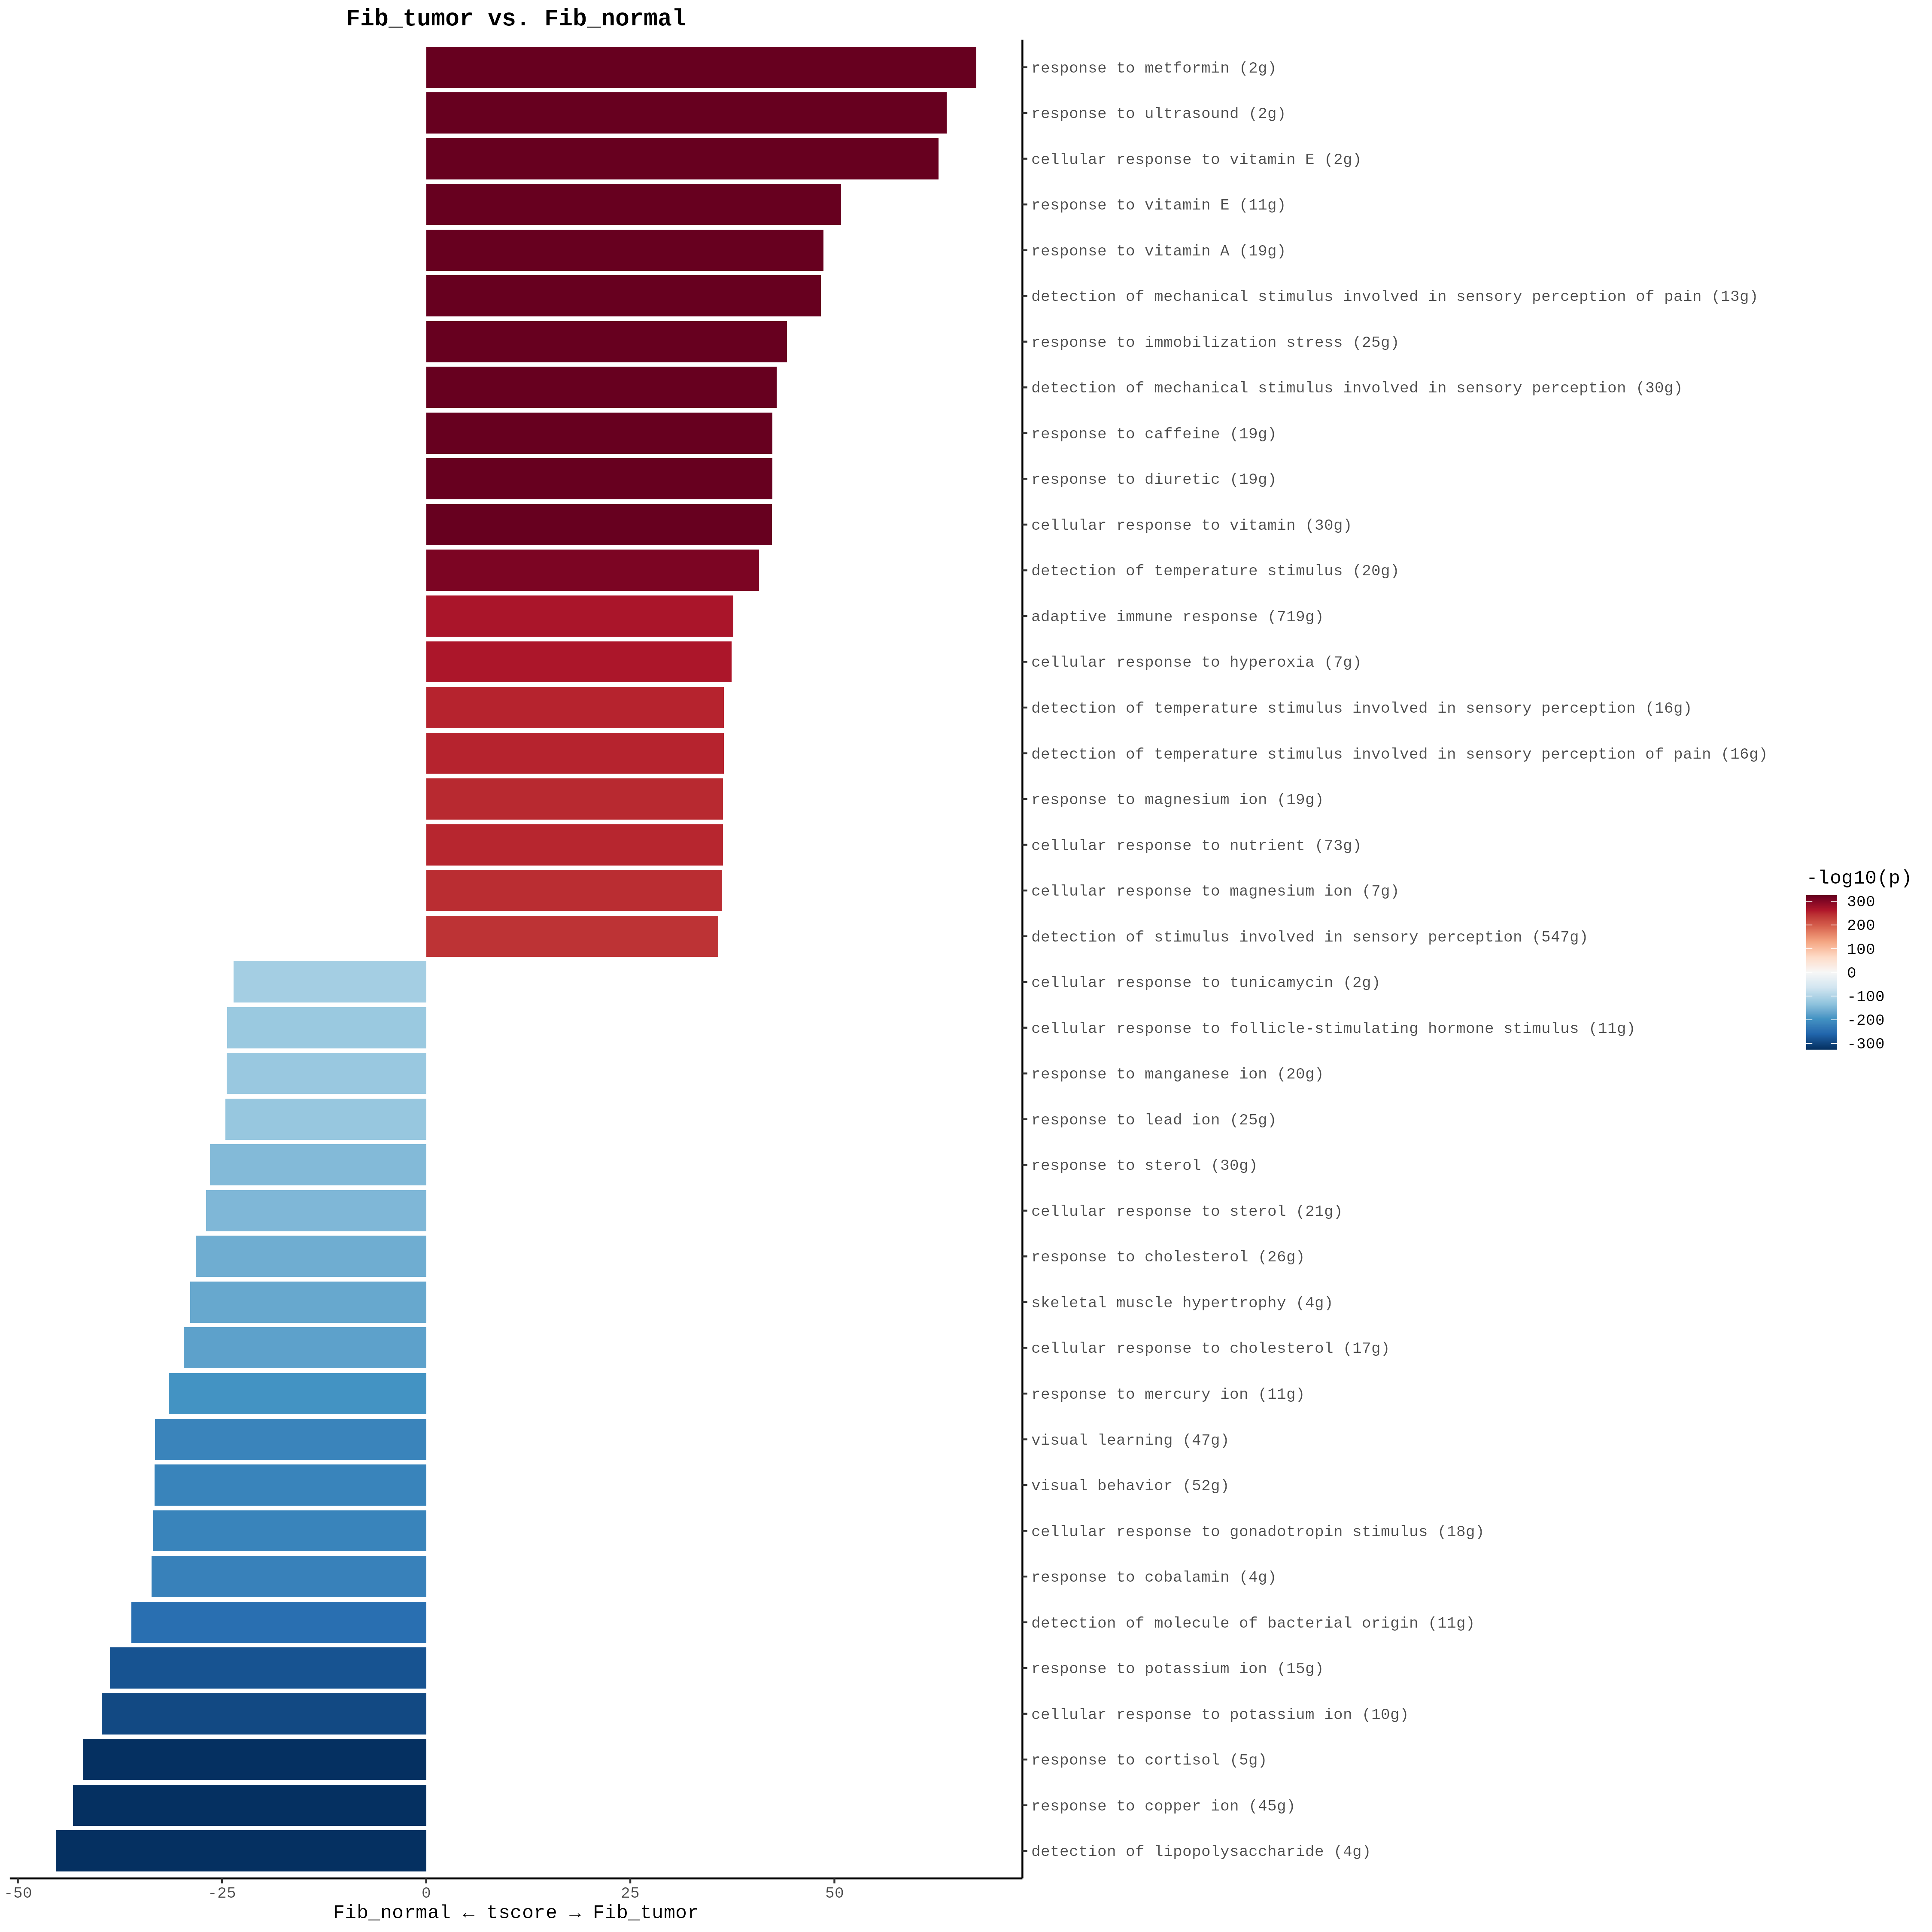 Fib_tumor vs. Fib_normal
response to metformin (2g)
response to ultrasound (2g)
cellular response to vitamin E (2g)
response to vitamin E (11g)
response to vitamin A (19g)
detection of mechanical stimulus involved in sensory perception of pain (13g)
response to immobilization stress (25g)
detection of mechanical stimulus involved in sensory perception (30g)
response to caffeine (19g)
response to diuretic (19g)
cellular response to vitamin (30g)
detection of temperature stimulus (20g)
adaptive immune response (719g)
cellular response to hyperoxia (7g)
detection of temperature stimulus involved in sensory perception (16g)
detection of temperature stimulus involved in sensory perception of pain (16g)
response to magnesium ion (19g)
cellular response to nutrient (73g)
cellular response to magnesium ion (7g)
detection of stimulus involved in sensory perception (547g)
cellular response to tunicamycin (2g)
cellular response to follicle-stimulating hormone stimulus (11g)
response to manganese ion (20g)
response to lead ion (25g)
response to sterol (30g)
cellular response to sterol (21g)
response to cholesterol (26g)
skeletal muscle hypertrophy (4g)
cellular response to cholesterol (17g)
response to mercury ion (11g)
visual learning (47g)
visual behavior (52g)
cellular response to gonadotropin stimulus (18g)
response to cobalamin (4g)
detection of molecule of bacterial origin (11g)
response to potassium ion (15g)
cellular response to potassium ion (10g)
response to cortisol (5g)
response to copper ion (45g)
detection of lipopolysaccharide (4g)
-50 -25 0 25 50
Fib_normal ← tscore → Fib_tumor
-log10(p)
300
200
100
0
-100
-200
-300